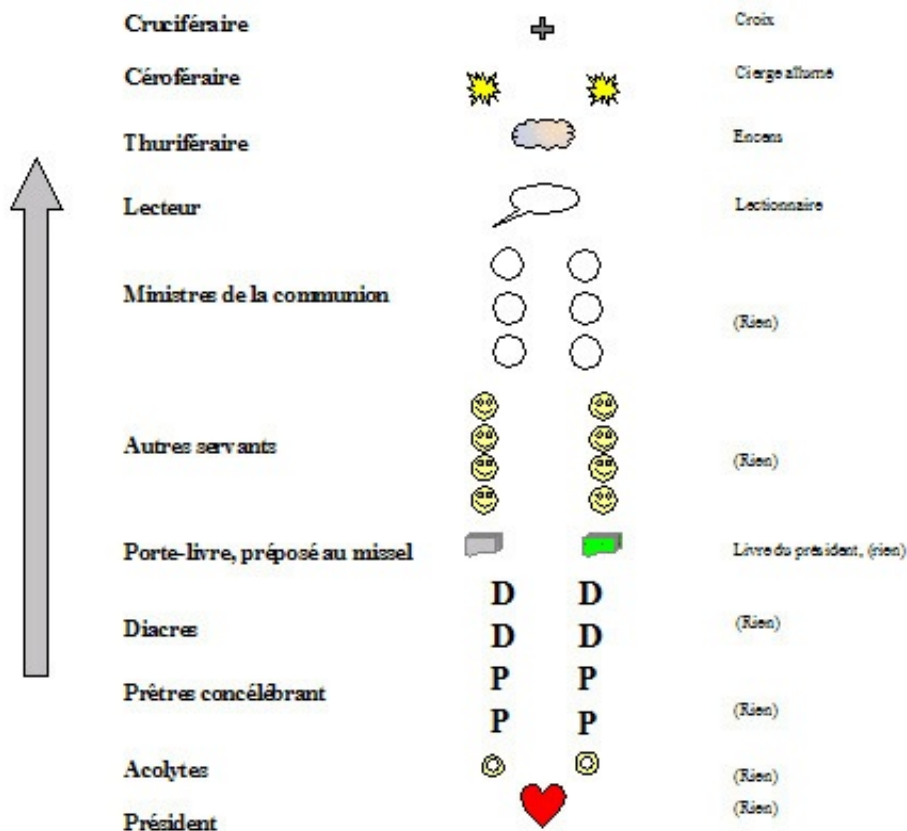 Cruciféraire Croix
Céroféraire Cierge allumé
Thuriféraire Encens
Lecteur Lectionnaire
Ministres de la communion (Rien)
Autres servants (Rien)
Porte-livre, préposé au missel Livre du président, (rien)
D D
Diacres (Rien)
D D
P P
Prêtres concélébrant (Rien)
P P
Acolytes (Rien)
Président (Rien)